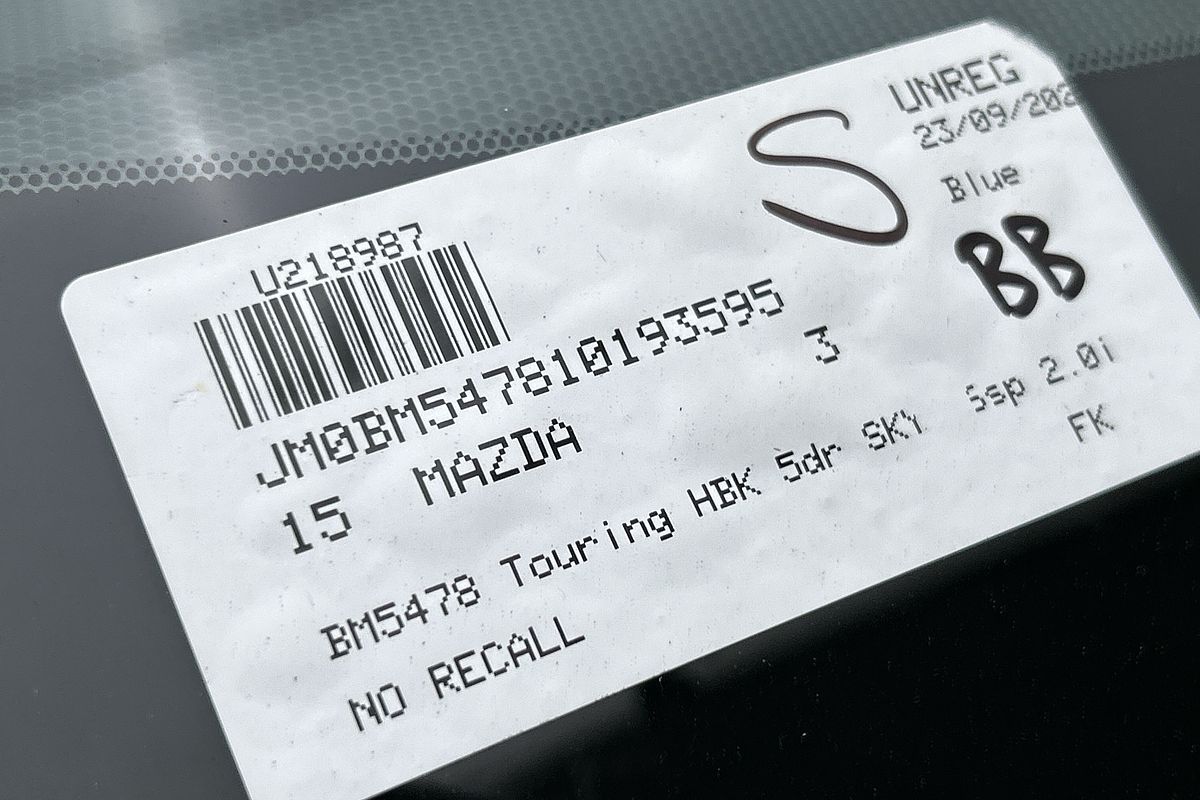 UNREG
23/09/202
S
Blue
BB
U218987
JM0BM547810193595
15 MAZDA 3
BM5478 Touring HBK 5dr SKY 5sp 2.0i
FK
NO RECALL